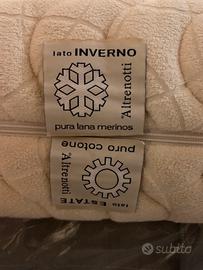 lato INVERNO
Altrenotti
pura lana merinos
puro cotone
Altrenotti
lato ESTATE
subito